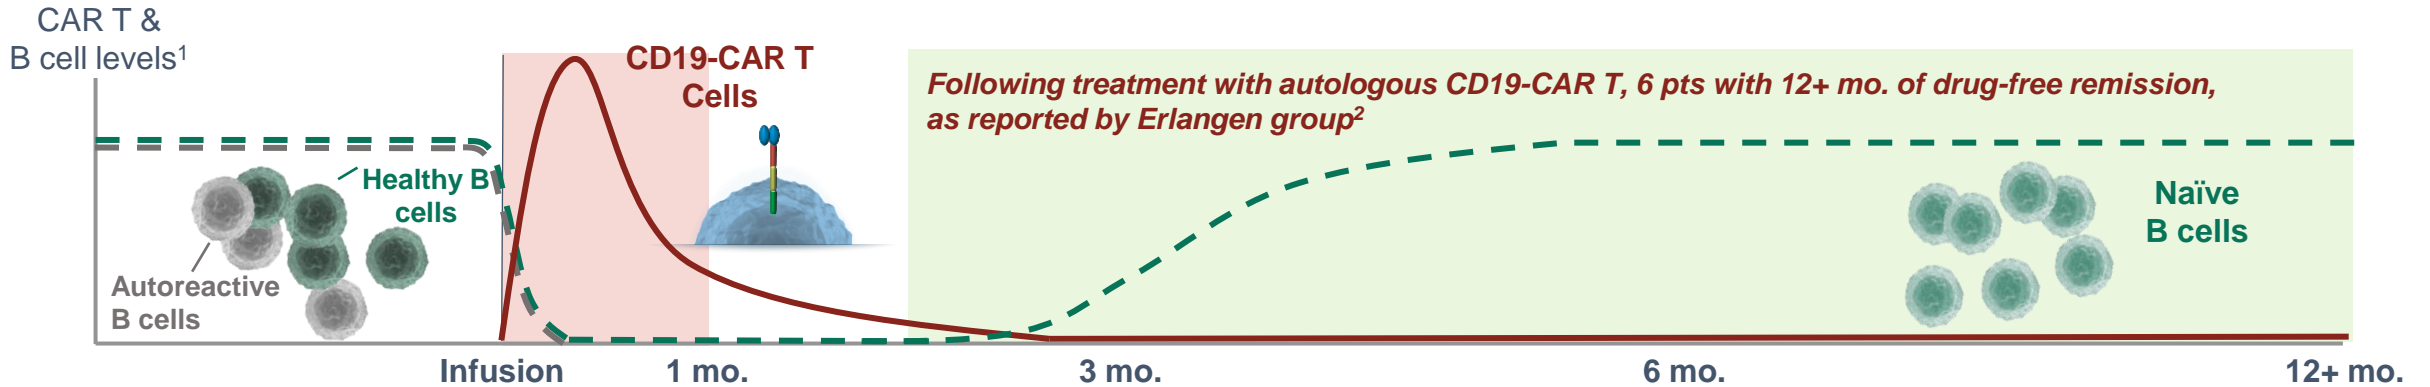 CAR T &
B cell levels¹
CD19-CAR T
Cells
Following treatment with autologous CD19-CAR T, 6 pts with 12+ mo. of drug-free remission,
as reported by Erlangen group²
Healthy B
cells
Autoreactive
B cells
Naïve
B cells
Infusion
1 mo.
3 mo.
6 mo.
12+ mo.